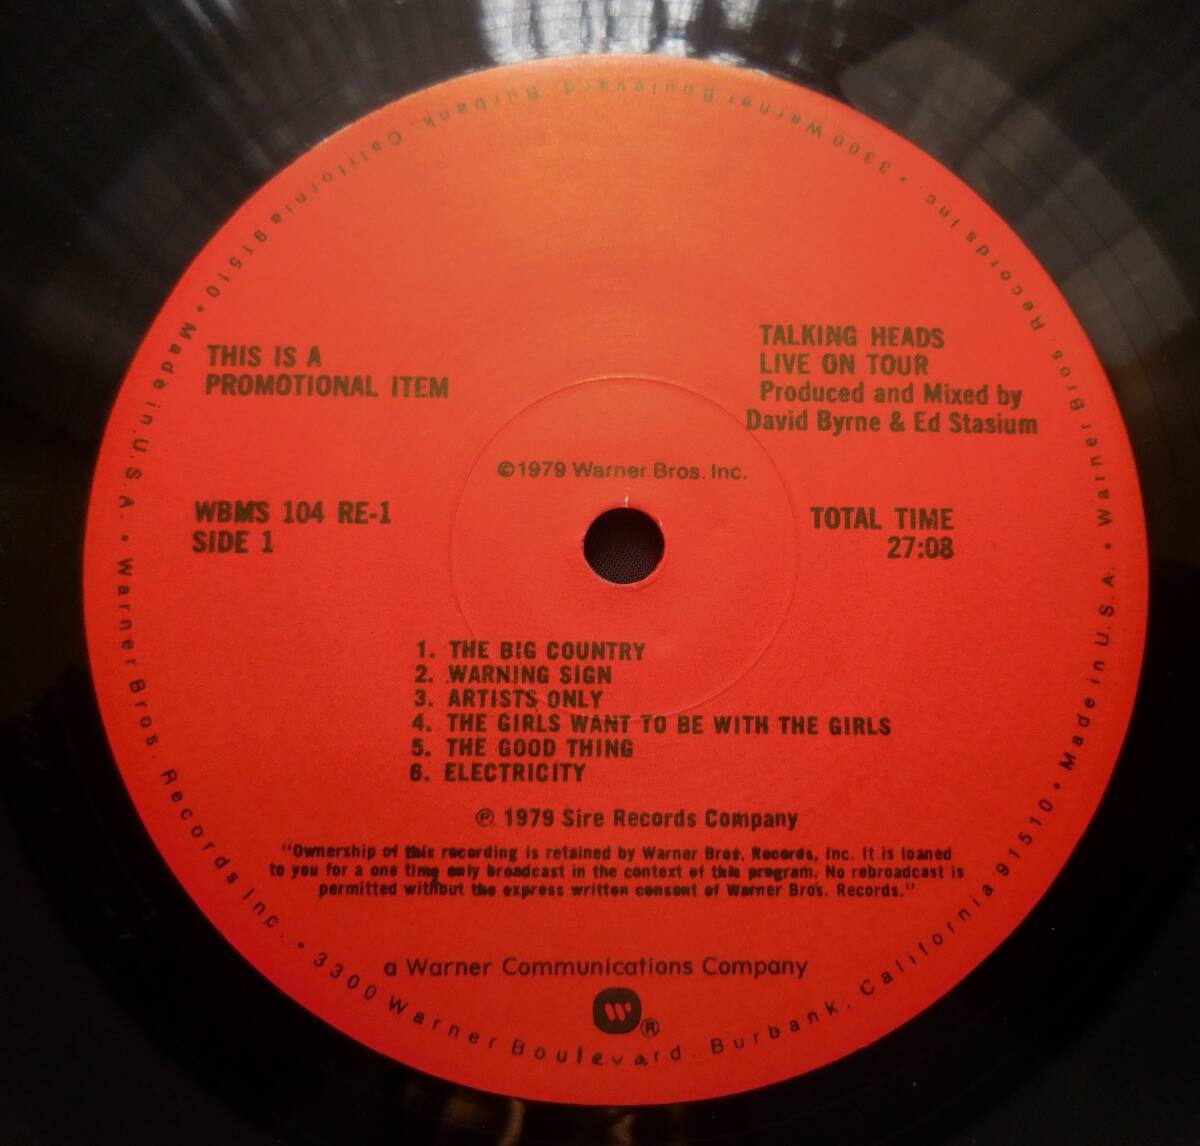 THIS IS A
PROMOTIONAL ITEM
TALKING HEADS
LIVE ON TOUR
Produced and Mixed by
David Byrne & Ed Stasium
©1979 Warner Bros. Inc.
WBMS 104 RE-1
SIDE 1
TOTAL TIME
27:08
1. THE BIG COUNTRY
2. WARNING SIGN
3. ARTISTS ONLY
4. THE GIRLS WANT TO BE WITH THE GIRLS
5. THE GOOD THING
6. ELECTRICITY
℗ 1979 Sire Records Company
"Ownership of this recording is retained by Warner Bros. Records, Inc. It is loaned
to you for a one time only broadcast in the context of this program. No rebroadcast is
permitted without the express written consent of Warner Bros. Records."
a Warner Communications Company
W ®
Warner Bros. Records Inc. • 3300 Warner Boulevard. Burbank. California 91510 • Made in U.S.A. • Warner Bros. Records Inc. • 3300 Warner Boulevard. Burbank. California 91510 • Made in U.S.A. •